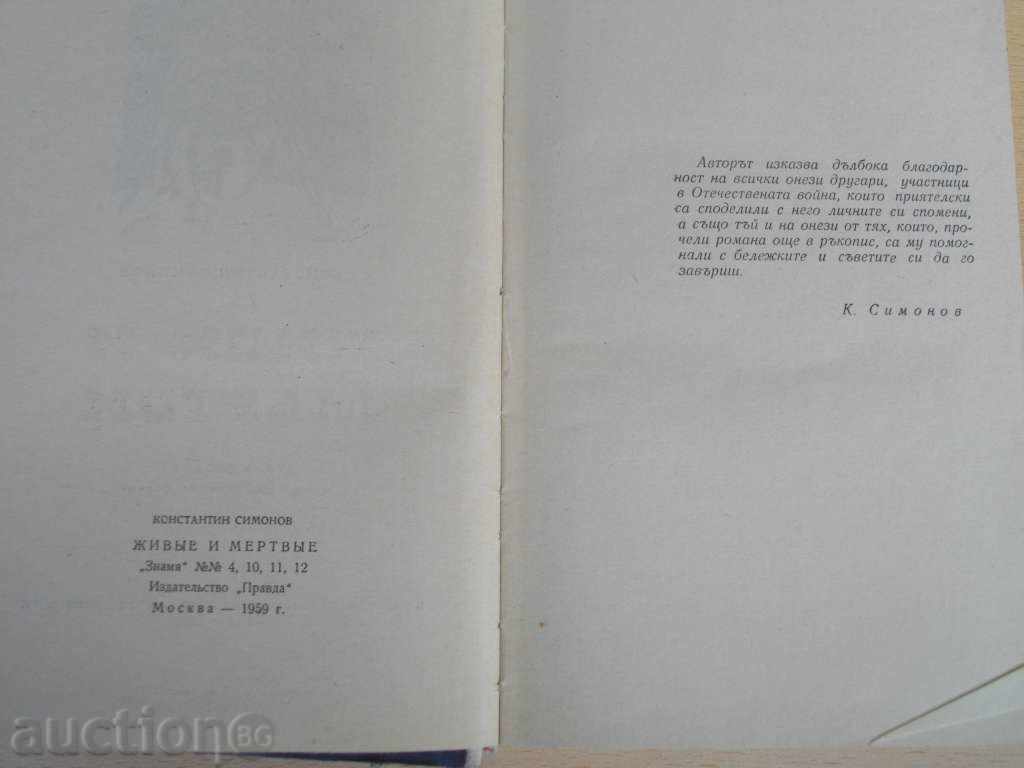 КОНСТАНТИН СИМОНОВ
ЖИВЫЕ И МЕРТВЫЕ
„Знамя“ №№ 4, 10, 11, 12
Издательство „Правда“
Москва — 1959 г.
Авторът изказва дълбока благодар-
ност на всички онези другари, участници
в Отечествената война, които приятелски
са споделили с него личните си спомени,
а също тъй и на онези от тях, които, про-
чели романа още в ръкопис, са му помог-
нали с бележките и съветите си да го
завърши.
К. Симонов
auction BG